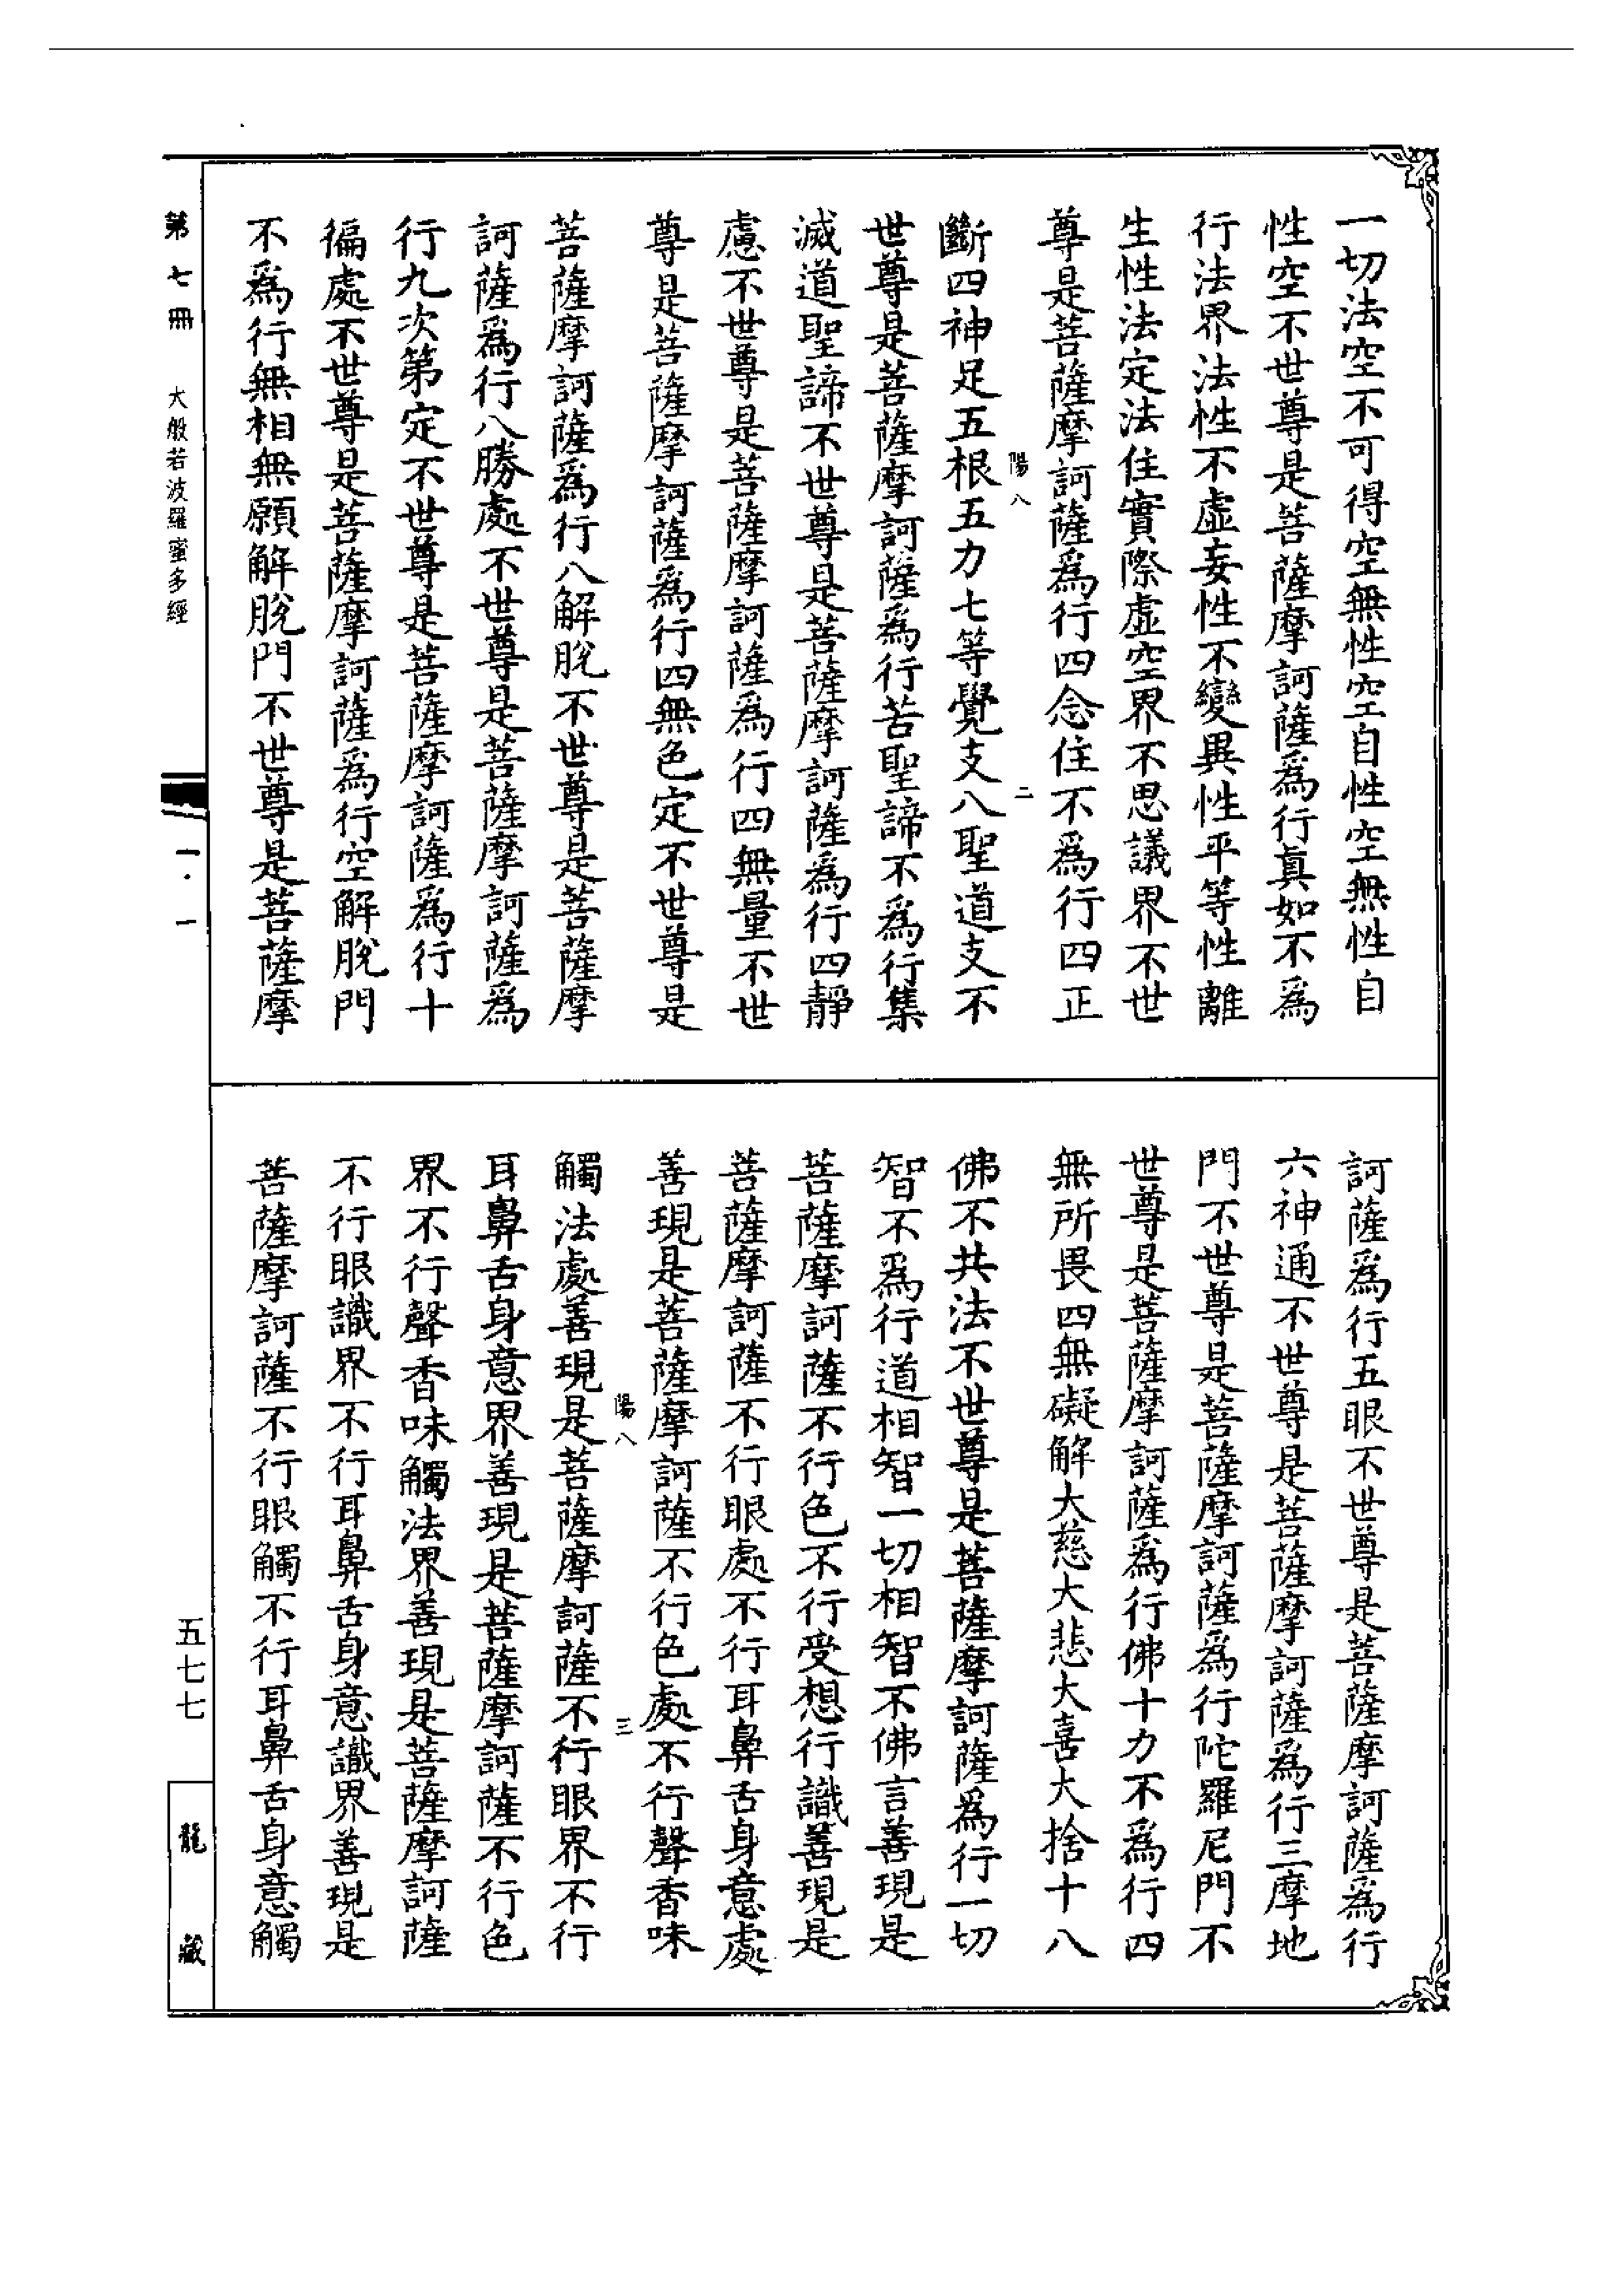 一切法空不可得空無性空自性空無性自
性空不世尊是菩薩摩訶薩爲行真如不爲
行法界法性不虛妄性不變異性平等性離
生性法定法住實際虛空界不思議界不世
尊是菩薩摩訶薩爲行四念住不爲行四正
陽八 二
斷四神足五根五力七等覺支八聖道支不
世尊是菩薩摩訶薩爲行苦聖諦不爲行集
滅道聖諦不世尊是菩薩摩訶薩爲行四靜
慮不世尊是菩薩摩訶薩爲行四無量不世
尊是菩薩摩訶薩爲行四無色定不世尊是
菩薩摩訶薩爲行八解脫不世尊是菩薩摩
訶薩爲行八勝處不世尊是菩薩摩訶薩爲
行九次第定不世尊是菩薩摩訶薩爲行十
徧處不世尊是菩薩摩訶薩爲行空解脫門
不爲行無相無願解脫門不世尊是菩薩摩
訶薩爲行五眼不世尊是菩薩摩訶薩爲行
六神通不世尊是菩薩摩訶薩爲行三摩地
門不世尊是菩薩摩訶薩爲行陀羅尼門不
世尊是菩薩摩訶薩爲行佛十力不爲行四
無所畏四無礙解大慈大悲大喜大捨十八
佛不共法不世尊是菩薩摩訶薩爲行一切
智不爲行道相智一切相智不佛言善現是
菩薩摩訶薩不行色不行受想行識善現是
菩薩摩訶薩不行眼處不行耳鼻舌身意處
善現是菩薩摩訶薩不行色處不行聲香味
陽八 三
觸法處善現是菩薩摩訶薩不行眼界不行
耳鼻舌身意界善現是菩薩摩訶薩不行色
界不行聲香味觸法界善現是菩薩摩訶薩
不行眼識界不行耳鼻舌身意識界善現是
菩薩摩訶薩不行眼觸不行耳鼻舌身意觸
第七冊 大般若波羅蜜多經
一·一
五七七
龍藏